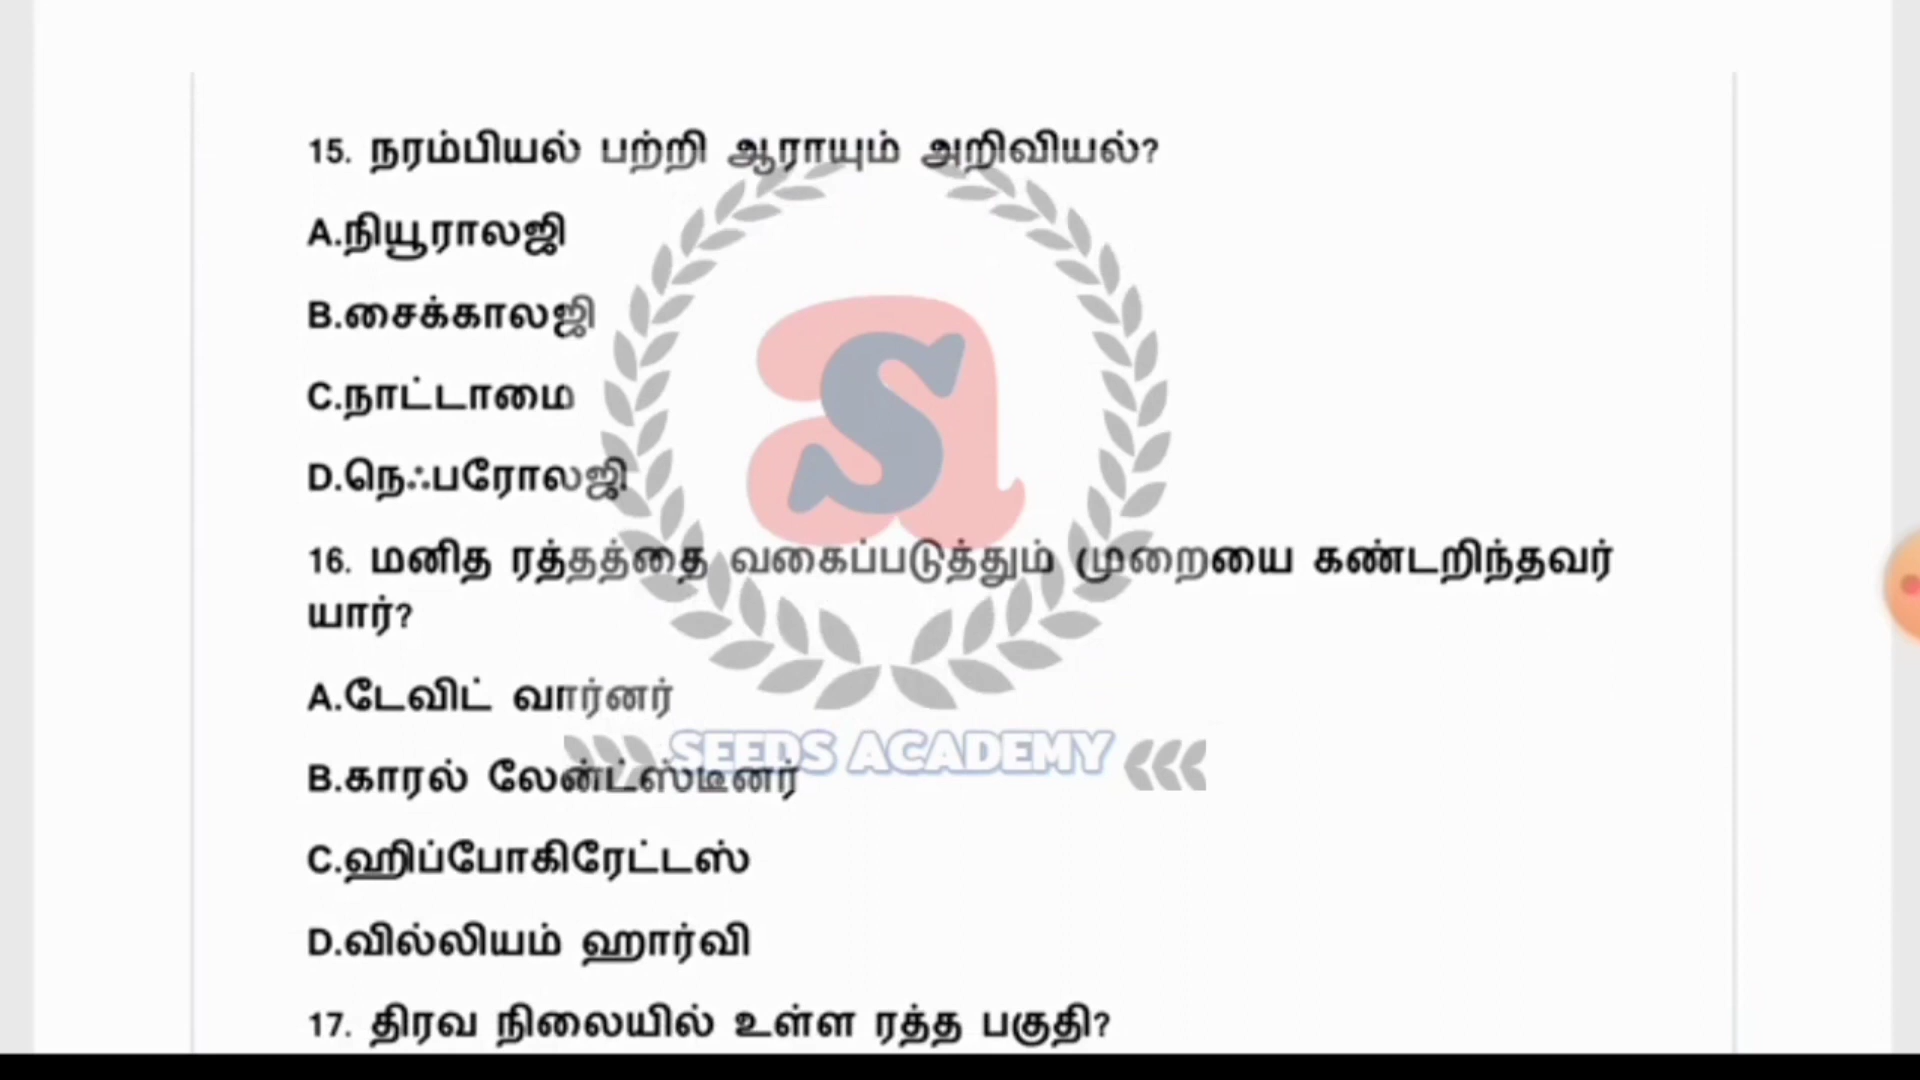 15. நரம்பியல் பற்றி ஆராயும் அறிவியல்?
A.நியூராலஜி
B.சைக்காலஜி
C.நாட்டாமை
D.நெஃபரோலஜி
16. மனித ரத்தத்தை வகைப்படுத்தும் முறையை கண்டறிந்தவர்
யார்?
A.டேவிட் வார்னர்
B.காரல் லேன்ட்ஸ்டீனர்
C.ஹிப்போகிரேட்டஸ்
D.வில்லியம் ஹார்வி
17. திரவ நிலையில் உள்ள ரத்த பகுதி?
a
S
SEEDS ACADEMY